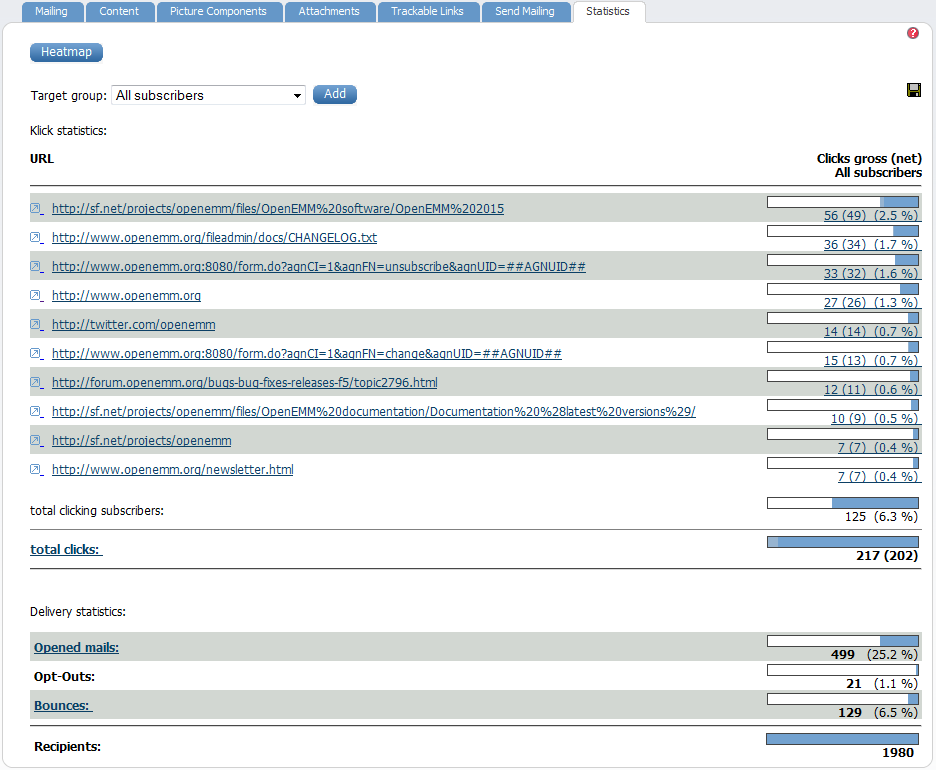 Mailing Content Picture Components Attachments Trackable Links Send Mailing Statistics
?
Heatmap
Target group: All subscribers Add
Klick statistics:
URL Clicks gross (net)
All subscribers
http://sf.net/projects/openemm/files/OpenEMM%20software/OpenEMM%202015 56 (49) (2.5 %)
http://www.openemm.org/fileadmin/docs/CHANGELOG.txt 36 (34) (1.7 %)
http://www.openemm.org:8080/form.do?agnCI=1&agnFN=unsubscribe&agnUID=##AGNUID## 33 (32) (1.6 %)
http://www.openemm.org 27 (26) (1.3 %)
http://twitter.com/openemm 14 (14) (0.7 %)
http://www.openemm.org:8080/form.do?agnCI=1&agnFN=change&agnUID=##AGNUID## 15 (13) (0.7 %)
http://forum.openemm.org/bugs-bug-fixes-releases-f5/topic2796.html 12 (11) (0.6 %)
http://sf.net/projects/openemm/files/OpenEMM%20documentation/Documentation%20%28latest%20versions%29/ 10 (9) (0.5 %)
http://sf.net/projects/openemm 7 (7) (0.4 %)
http://www.openemm.org/newsletter.html 7 (7) (0.4 %)
total clicking subscribers: 125 (6.3 %)
total clicks: 217 (202)
Delivery statistics:
Opened mails: 499 (25.2 %)
Opt-Outs: 21 (1.1 %)
Bounces: 129 (6.5 %)
Recipients: 1980